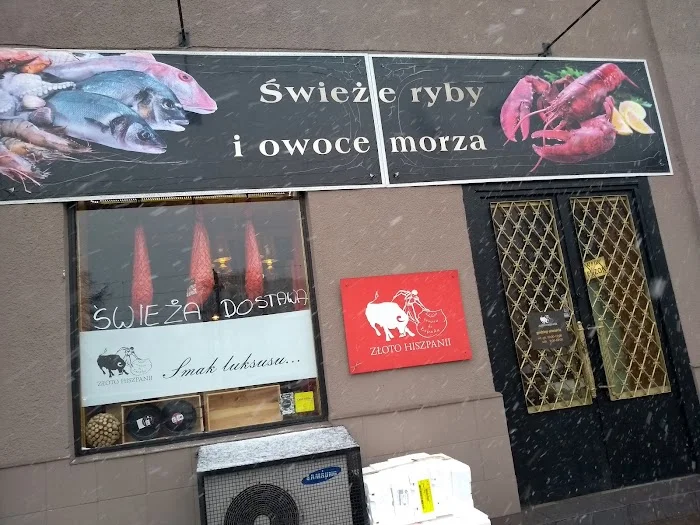 Świeże ryby
i owoce morza
ŚWIEŻA DOSTAWA
ZŁOTO HISZPANII
Smak luksusu...
ZŁOTO HISZPANII
SAMSUNG